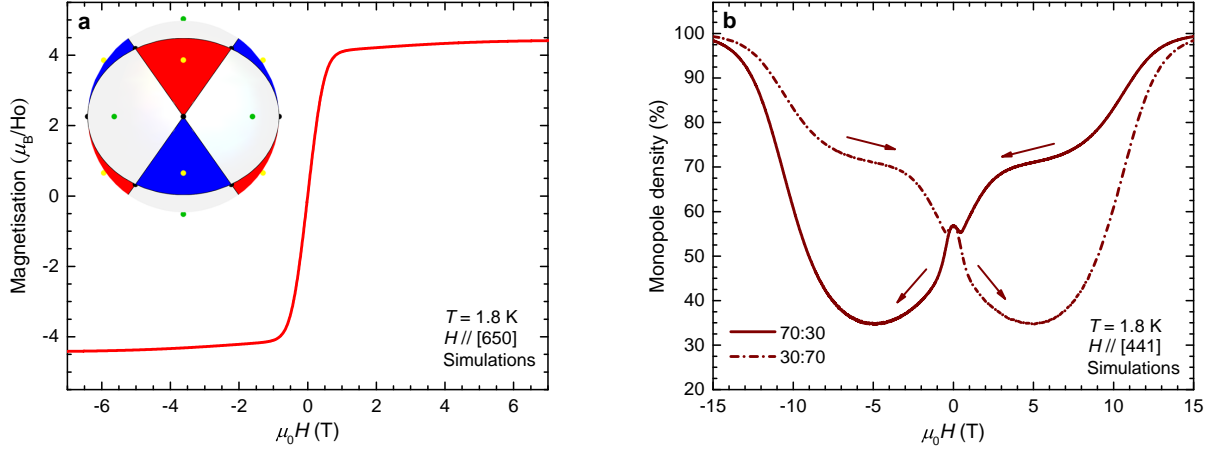 a
Magnetisation (μB/Ho)
4
2
0
-2
-4
-6
-4
-2
0
2
4
6
μ0H (T)
T = 1.8 K
H // [650]
Simulations
b
Monopole density (%)
100
90
80
70
60
50
40
30
20
-15
-10
-5
0
5
10
15
μ0H (T)
70:30
30:70
T = 1.8 K
H // [441]
Simulations